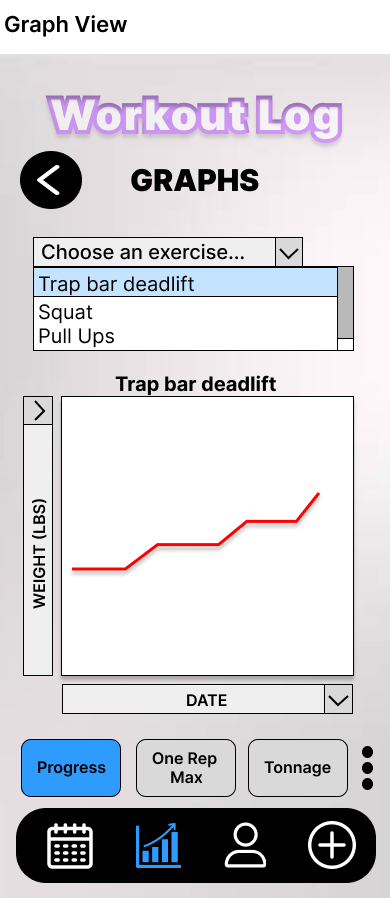 Graph View
Workout Log
GRAPHS
Choose an exercise...
Trap bar deadlift
Squat
Pull Ups
Trap bar deadlift
WEIGHT (LBS)
DATE
Progress
One Rep
Max
Tonnage